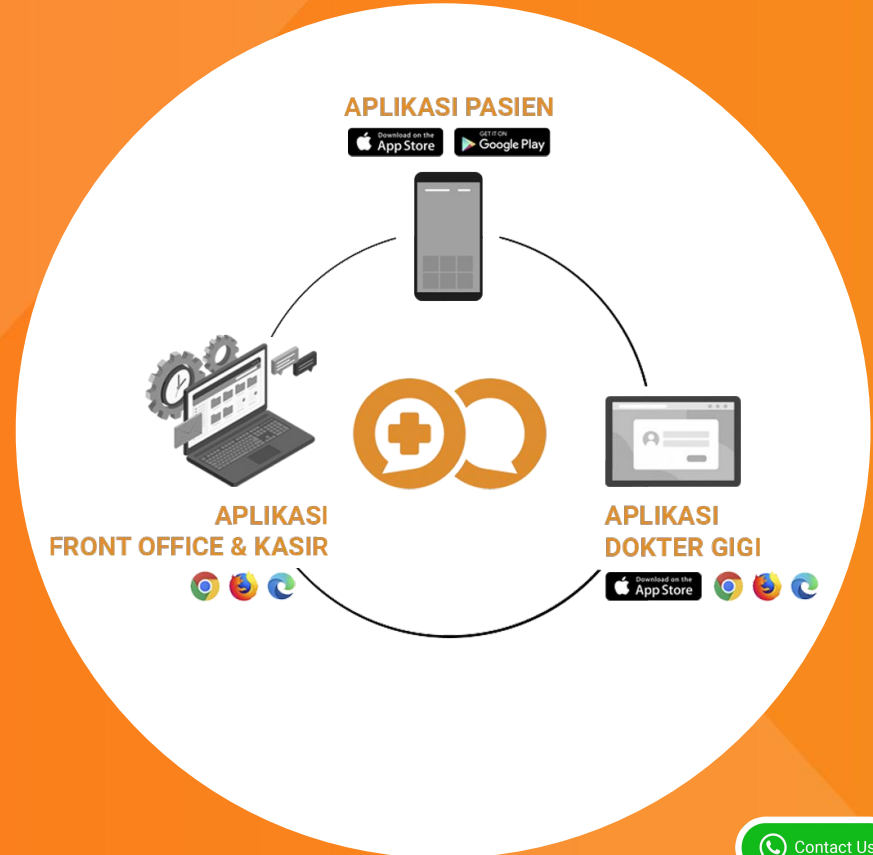 APLIKASI PASIEN
Download on the
App Store
GET IT ON
Google Play
APLIKASI
FRONT OFFICE & KASIR
APLIKASI
DOKTER GIGI
Download on the
App Store
Contact Us